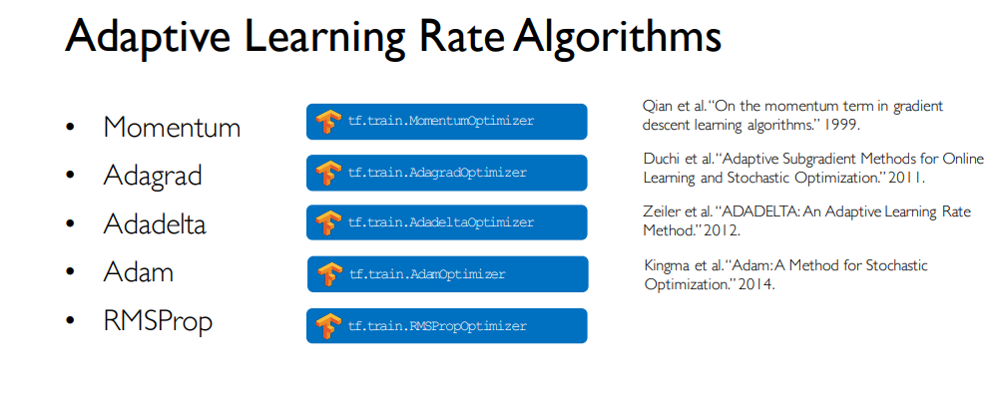 Adaptive Learning Rate Algorithms
• Momentum
tf.train.MomentumOptimizer
Qian et al. “On the momentum term in gradient
descent learning algorithms.” 1999.
• Adagrad
tf.train.AdagradOptimizer
Duchi et al. “Adaptive Subgradient Methods for Online
Learning and Stochastic Optimization.” 2011.
• Adadelta
tf.train.AdadeltaOptimizer
Zeiler et al. “ADADELTA: An Adaptive Learning Rate
Method.” 2012.
• Adam
tf.train.AdamOptimizer
Kingma et al. “Adam: A Method for Stochastic
Optimization.” 2014.
• RMSProp
tf.train.RMSPropOptimizer